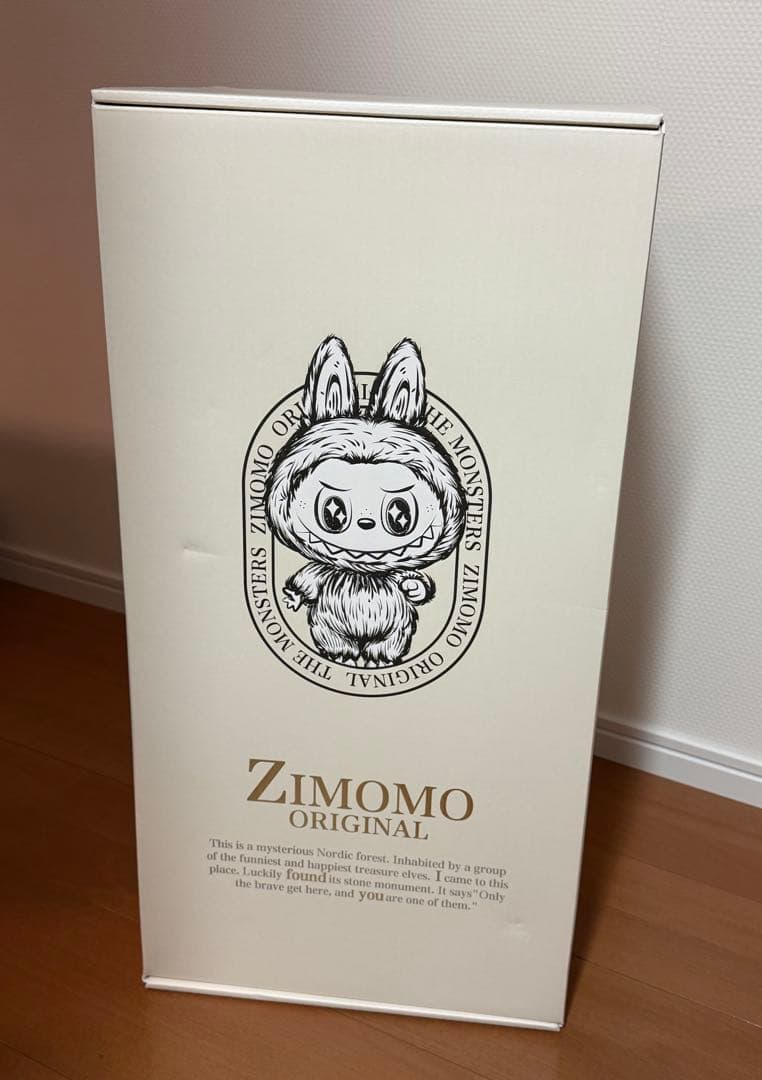 ZIMOMO ORI
THE MONSTERS ZIMOMO ORIGINAL THE MONSTERS
ZIMOMO
ORIGINAL
This is a mysterious Nordic forest. Inhabited by a group
of the funniest and happiest treasure elves. I came to this
place. Luckily found its stone monument. It says"Only
the brave get here, and you are one of them."